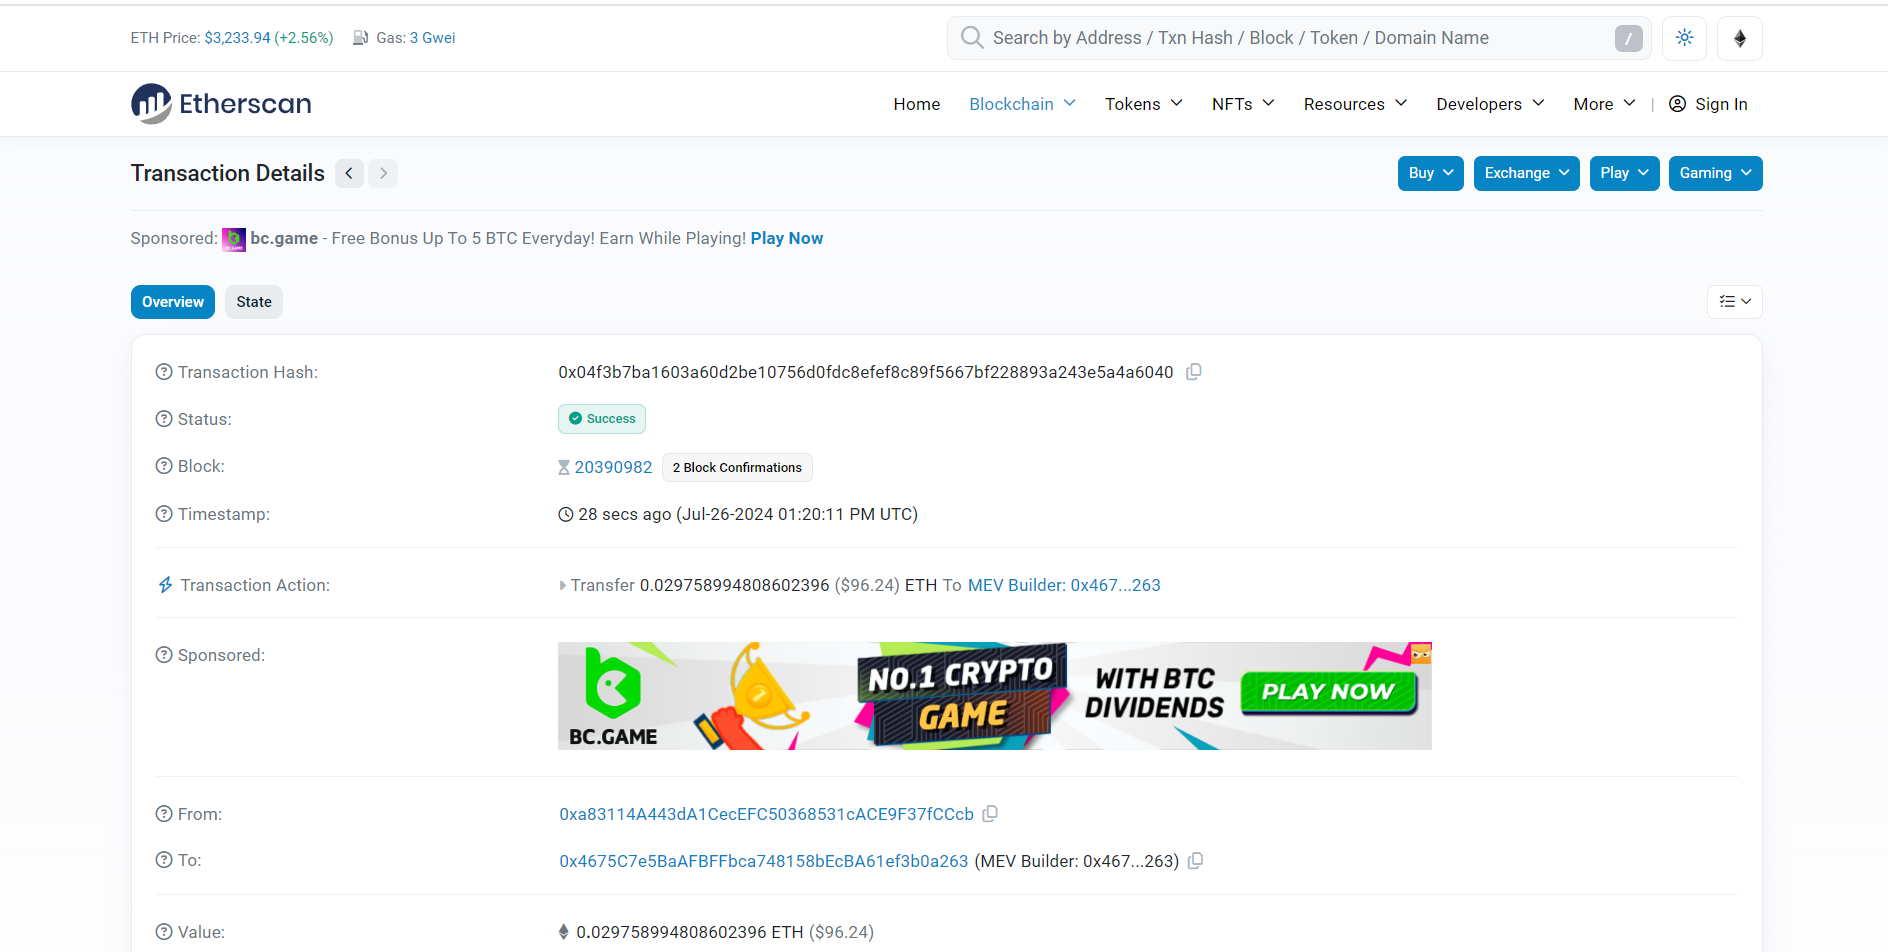 ETH Price: $3,233.94 (+2.56%) Gas: 3 Gwei
Search by Address / Txn Hash / Block / Token / Domain Name /
Etherscan
Home Blockchain Tokens NFTs Resources Developers More | Sign In
Transaction Details
Buy Exchange Play Gaming
Sponsored: bc.game - Free Bonus Up To 5 BTC Everyday! Earn While Playing! Play Now
Overview State
Transaction Hash: 0x04f3b7ba1603a60d2be10756d0fdc8efef8c89f5667bf228893a243e5a4a6040
Status: Success
Block: 20390982 2 Block Confirmations
Timestamp: 28 secs ago (Jul-26-2024 01:20:11 PM UTC)
Transaction Action: Transfer 0.029758994808602396 ($96.24) ETH To MEV Builder: 0x467...263
Sponsored:
BC.GAME
NO.1 CRYPTO
GAME
WITH BTC
DIVIDENDS
PLAY NOW
From: 0xa83114A443dA1CecEFC50368531cACE9F37fCCcb
To: 0x4675C7e5BaAFBFFbca748158bEcBA61ef3b0a263 (MEV Builder: 0x467...263)
Value: 0.029758994808602396 ETH ($96.24)